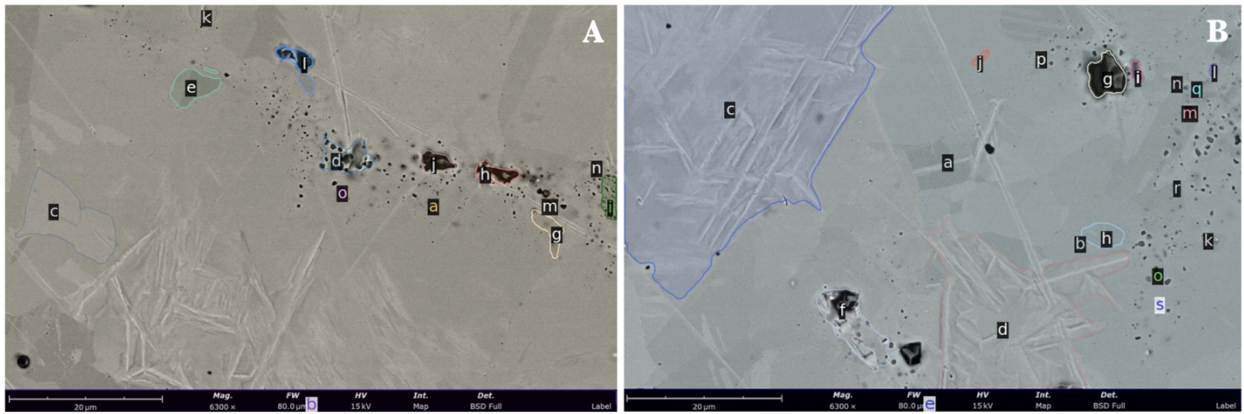 A
k
l
e
d
j
h
n
i
o
a
m
c
g
Mag. FW HV Int. Det.
20 µm 6300 × 80.0 µm b 15 kV Map BSD Full Label
B
j
p
g
i
l
n
q
c
m
a
r
b
h
k
o
f
s
d
Mag. FW HV Int. Det.
20 µm 6300 × 80.0 µm e 15 kV Map BSD Full Label